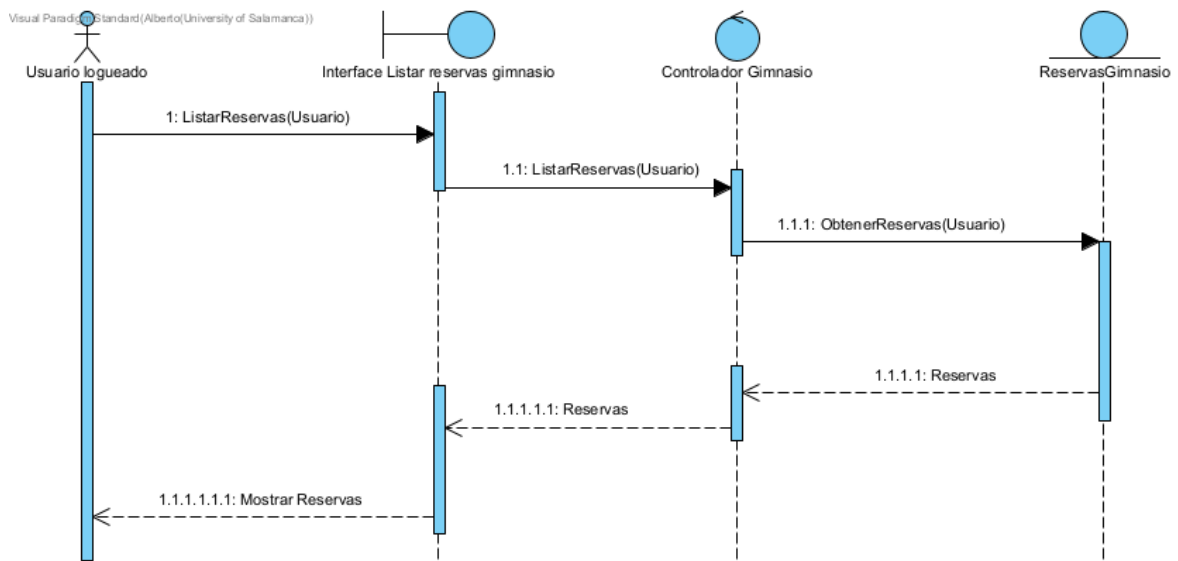 Visual Paradigm Standard(Alberto(University of Salamanca))
Usuario logueado
Interface Listar reservas gimnasio
Controlador Gimnasio
ReservasGimnasio
1: ListarReservas(Usuario)
1.1: ListarReservas(Usuario)
1.1.1: ObtenerReservas(Usuario)
1.1.1.1: Reservas
1.1.1.1.1: Reservas
1.1.1.1.1.1: Mostrar Reservas